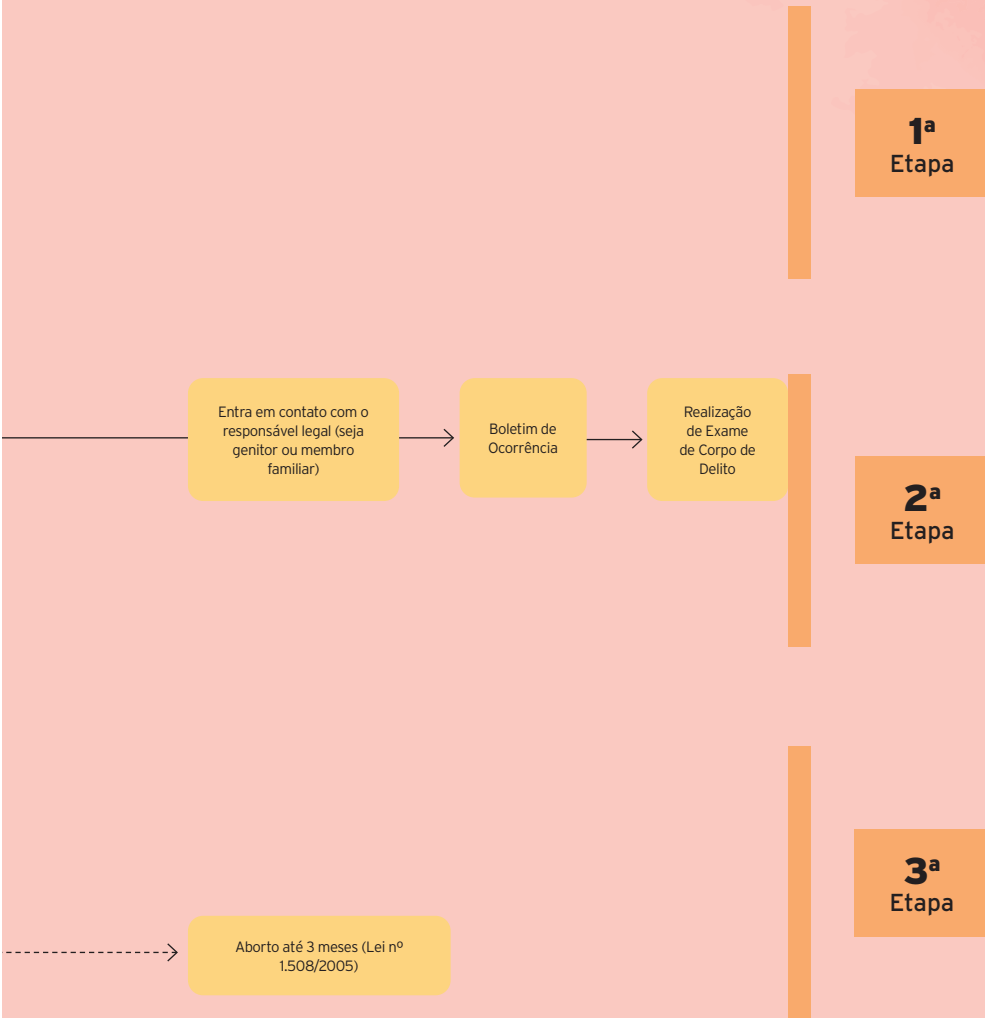 1ª
Etapa
Entra em contato com o
responsável legal (seja
genitor ou membro
familiar)
Boletim de
Ocorrência
Realização
de Exame
de Corpo de
Delito
2ª
Etapa
Aborto até 3 meses (Lei nº
1.508/2005)
3ª
Etapa